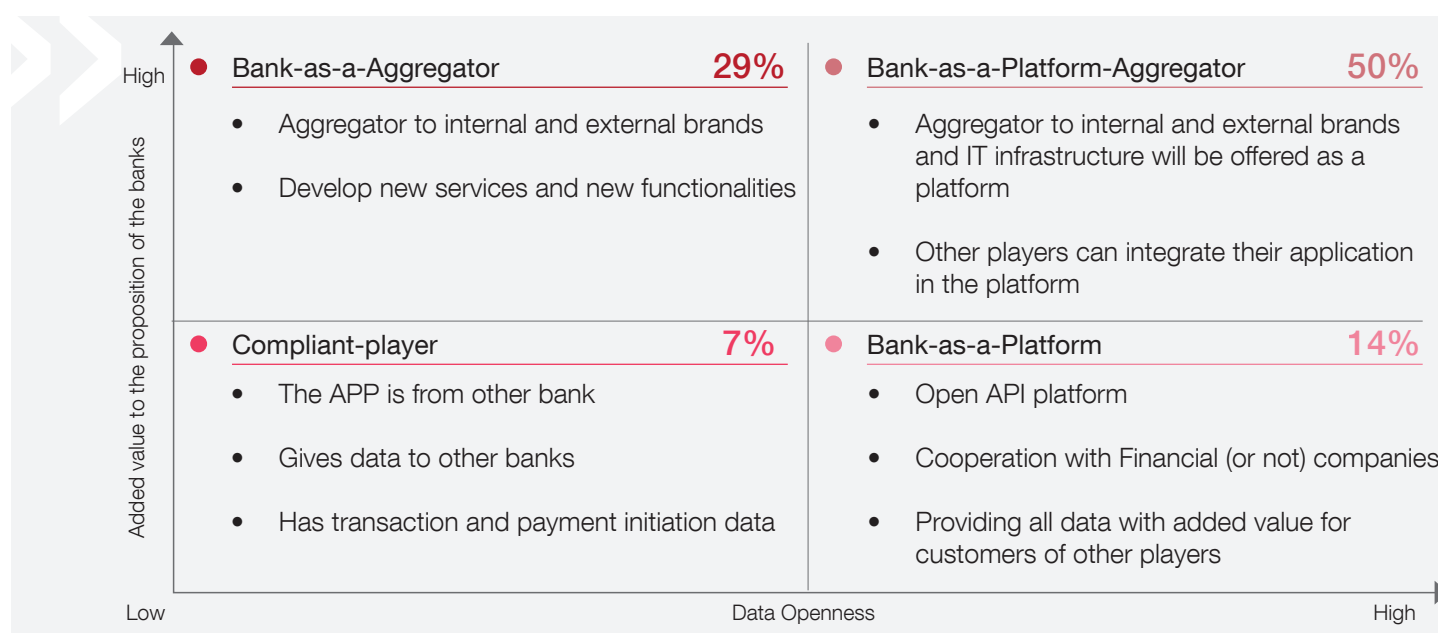 High
Added value to the proposition of the banks
Bank-as-a-Aggregator 29%
• Aggregator to internal and external brands
• Develop new services and new functionalities
Bank-as-a-Platform-Aggregator 50%
• Aggregator to internal and external brands
and IT infrastructure will be offered as a
platform
• Other players can integrate their application
in the platform
Compliant-player 7%
• The APP is from other bank
• Gives data to other banks
• Has transaction and payment initiation data
Bank-as-a-Platform 14%
• Open API platform
• Cooperation with Financial (or not) companies
• Providing all data with added value for
customers of other players
Low
Data Openness
High